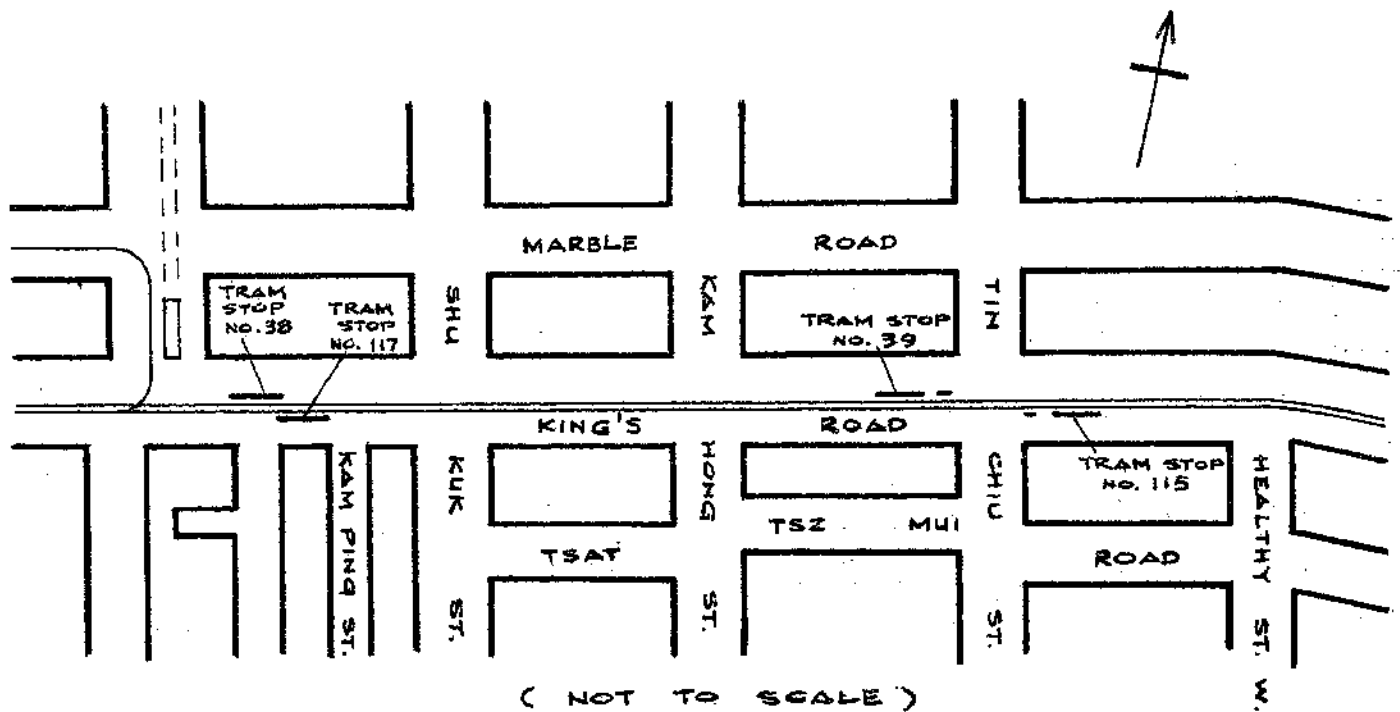 MARBLE ROAD
TRAM
STOP
NO. 38
TRAM
STOP
NO. 117
SHU
KUK
ST.
KAM
HONG
ST.
TRAM STOP
NO. 39
TIN
CHIU
ST.
KING'S ROAD
KAM PING ST.
TRAM STOP
NO. 115
TSAT TSZ MUI ROAD
HEALTHY ST. W.
( NOT TO SCALE )